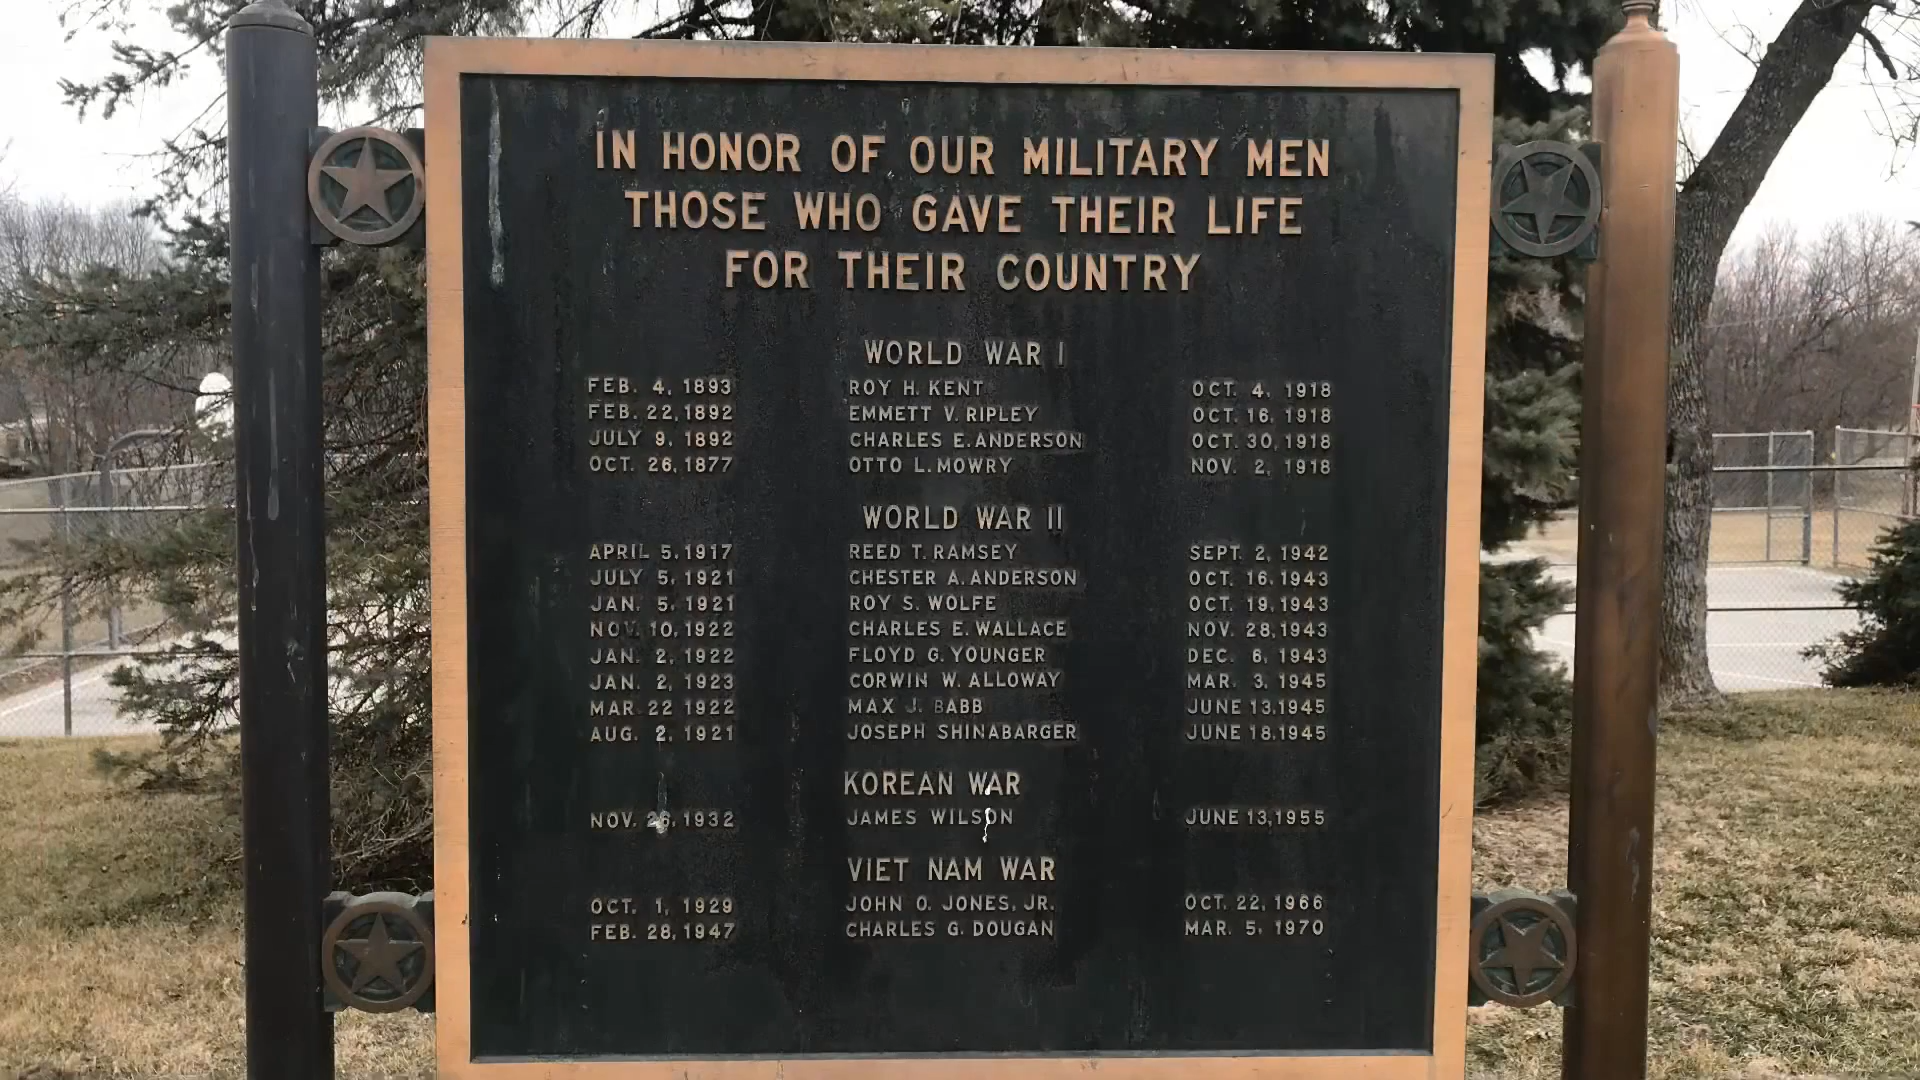 IN HONOR OF OUR MILITARY MEN
THOSE WHO GAVE THEIR LIFE
FOR THEIR COUNTRY
WORLD WAR I
FEB. 4, 1893 ROY H. KENT OCT. 4, 1918
FEB. 22, 1892 EMMETT V. RIPLEY OCT. 16, 1918
JULY 9, 1892 CHARLES E. ANDERSON OCT. 30, 1918
OCT. 26, 1877 OTTO L. MOWRY NOV. 2, 1918
WORLD WAR II
APRIL 5, 1917 REED T. RAMSEY SEPT. 2, 1942
JULY 5, 1921 CHESTER A. ANDERSON OCT. 16, 1943
JAN. 5, 1921 ROY S. WOLFE OCT. 19, 1943
NOV. 10, 1922 CHARLES E. WALLACE NOV. 28, 1943
JAN. 2, 1922 FLOYD G. YOUNGER DEC. 6, 1943
JAN. 2, 1923 CORWIN W. ALLOWAY MAR. 3, 1945
MAR 22 1922 MAX J. BABB JUNE 13, 1945
AUG. 2, 1921 JOSEPH SHINABARGER JUNE 18, 1945
KOREAN WAR
NOV. 26, 1932 JAMES WILSON JUNE 13, 1955
VIET NAM WAR
OCT. 1, 1929 JOHN O. JONES, JR. OCT. 22, 1966
FEB. 28, 1947 CHARLES G. DOUGAN MAR. 5, 1970